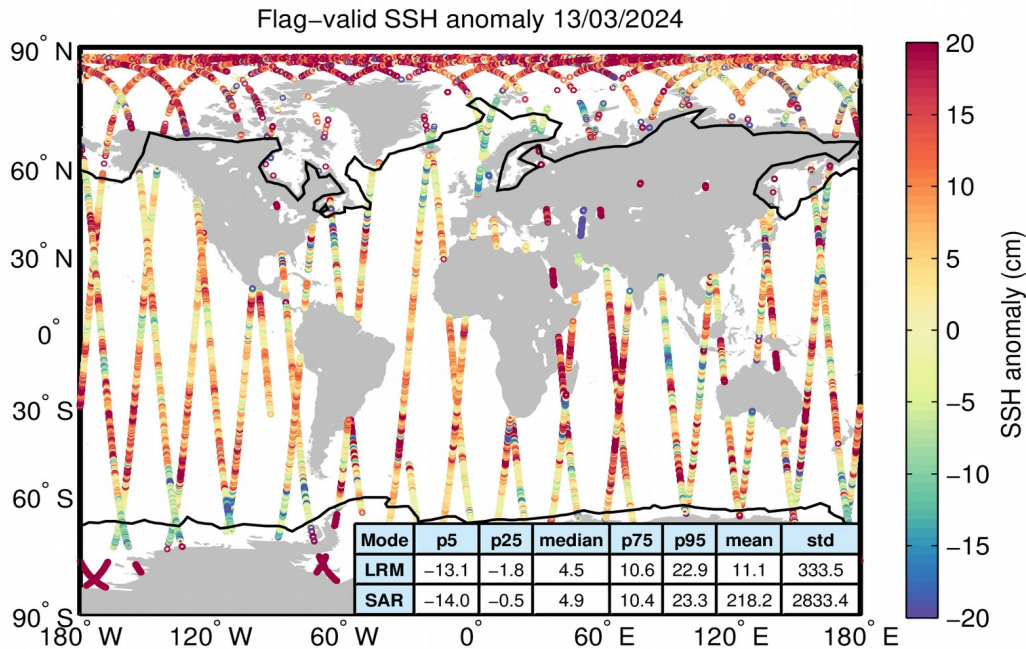 Flag−valid SSH anomaly 13/03/2024
90° N
60° N
30° N
0°
30° S
60° S
90° S
180° W
120° W
60° W
0°
60° E
120° E
180° E
Mode p5 p25 median p75 p95 mean std
LRM −13.1 −1.8 4.5 10.6 22.9 11.1 333.5
SAR −14.0 −0.5 4.9 10.4 23.3 218.2 2833.4
20
15
10
5
0
−5
−10
−15
−20
SSH anomaly (cm)